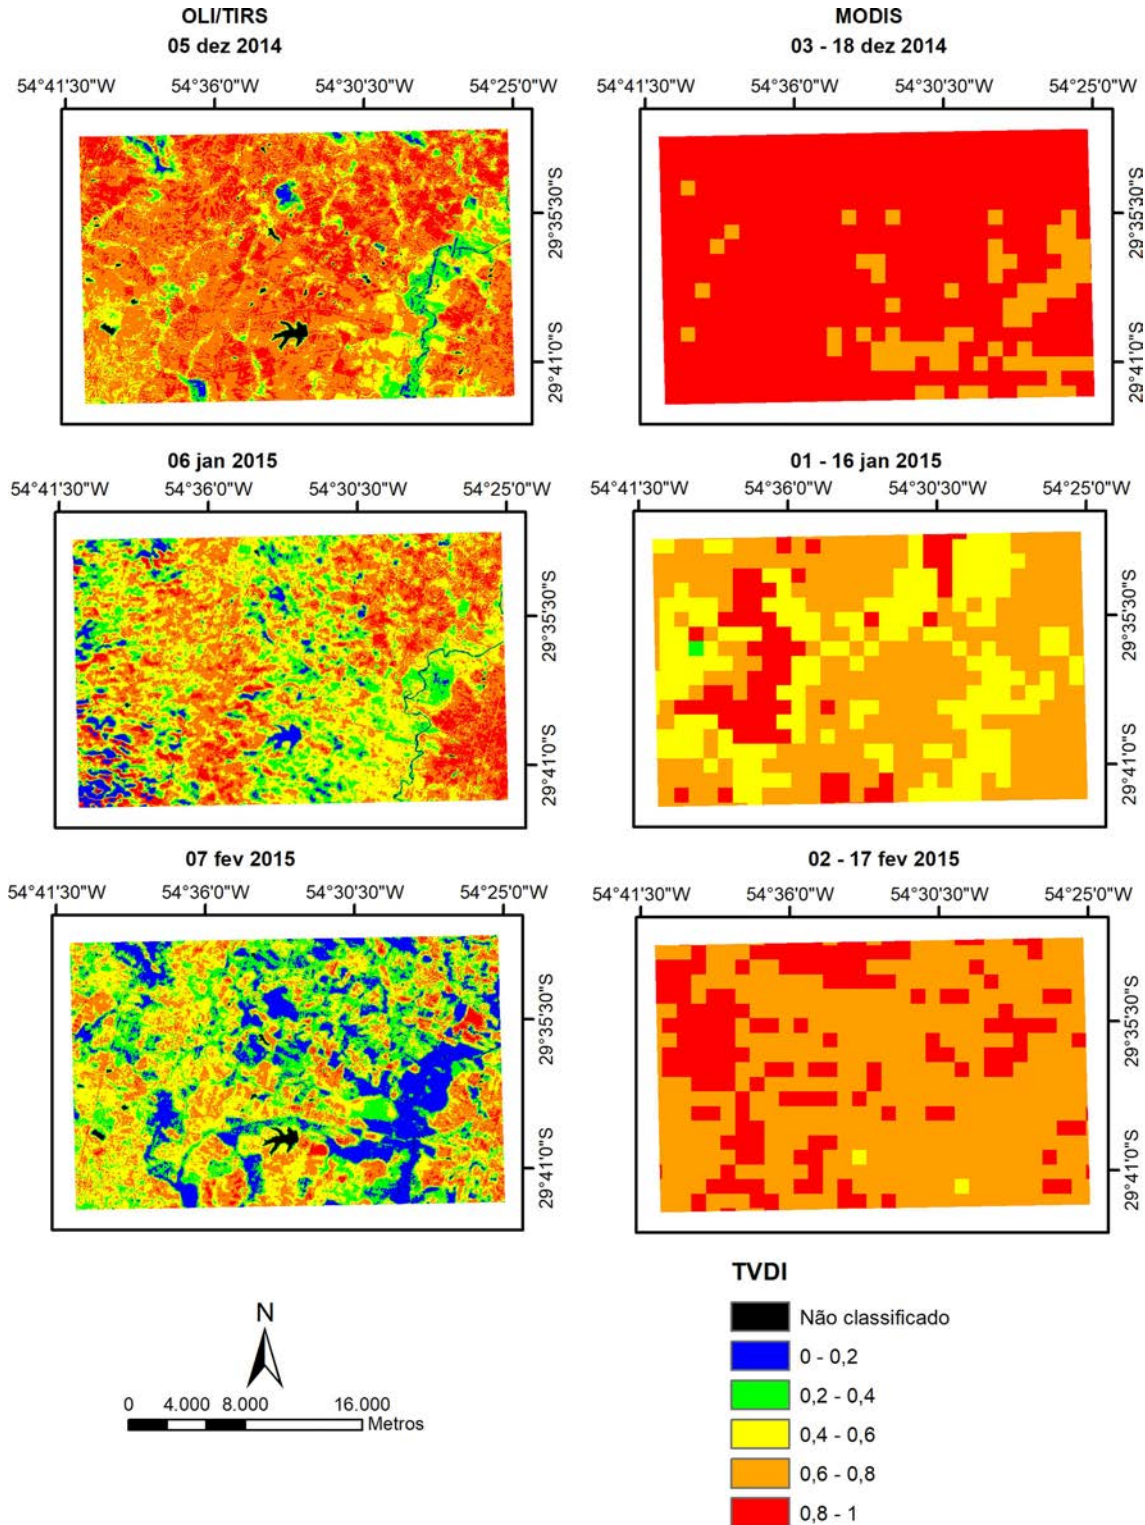 OLI/TIRS
05 dez 2014
54°41'30"W 54°36'0"W 54°30'30"W 54°25'0"W
29°35'30"S
29°41'0"S
MODIS
03 - 18 dez 2014
54°41'30"W 54°36'0"W 54°30'30"W 54°25'0"W
29°35'30"S
29°41'0"S
06 jan 2015
54°41'30"W 54°36'0"W 54°30'30"W 54°25'0"W
29°35'30"S
29°41'0"S
01 - 16 jan 2015
54°41'30"W 54°36'0"W 54°30'30"W 54°25'0"W
29°35'30"S
29°41'0"S
07 fev 2015
54°41'30"W 54°36'0"W 54°30'30"W 54°25'0"W
29°35'30"S
29°41'0"S
02 - 17 fev 2015
54°41'30"W 54°36'0"W 54°30'30"W 54°25'0"W
29°35'30"S
29°41'0"S
N
0 4.000 8.000 16.000
Metros
TVDI
Não classificado
0 - 0,2
0,2 - 0,4
0,4 - 0,6
0,6 - 0,8
0,8 - 1